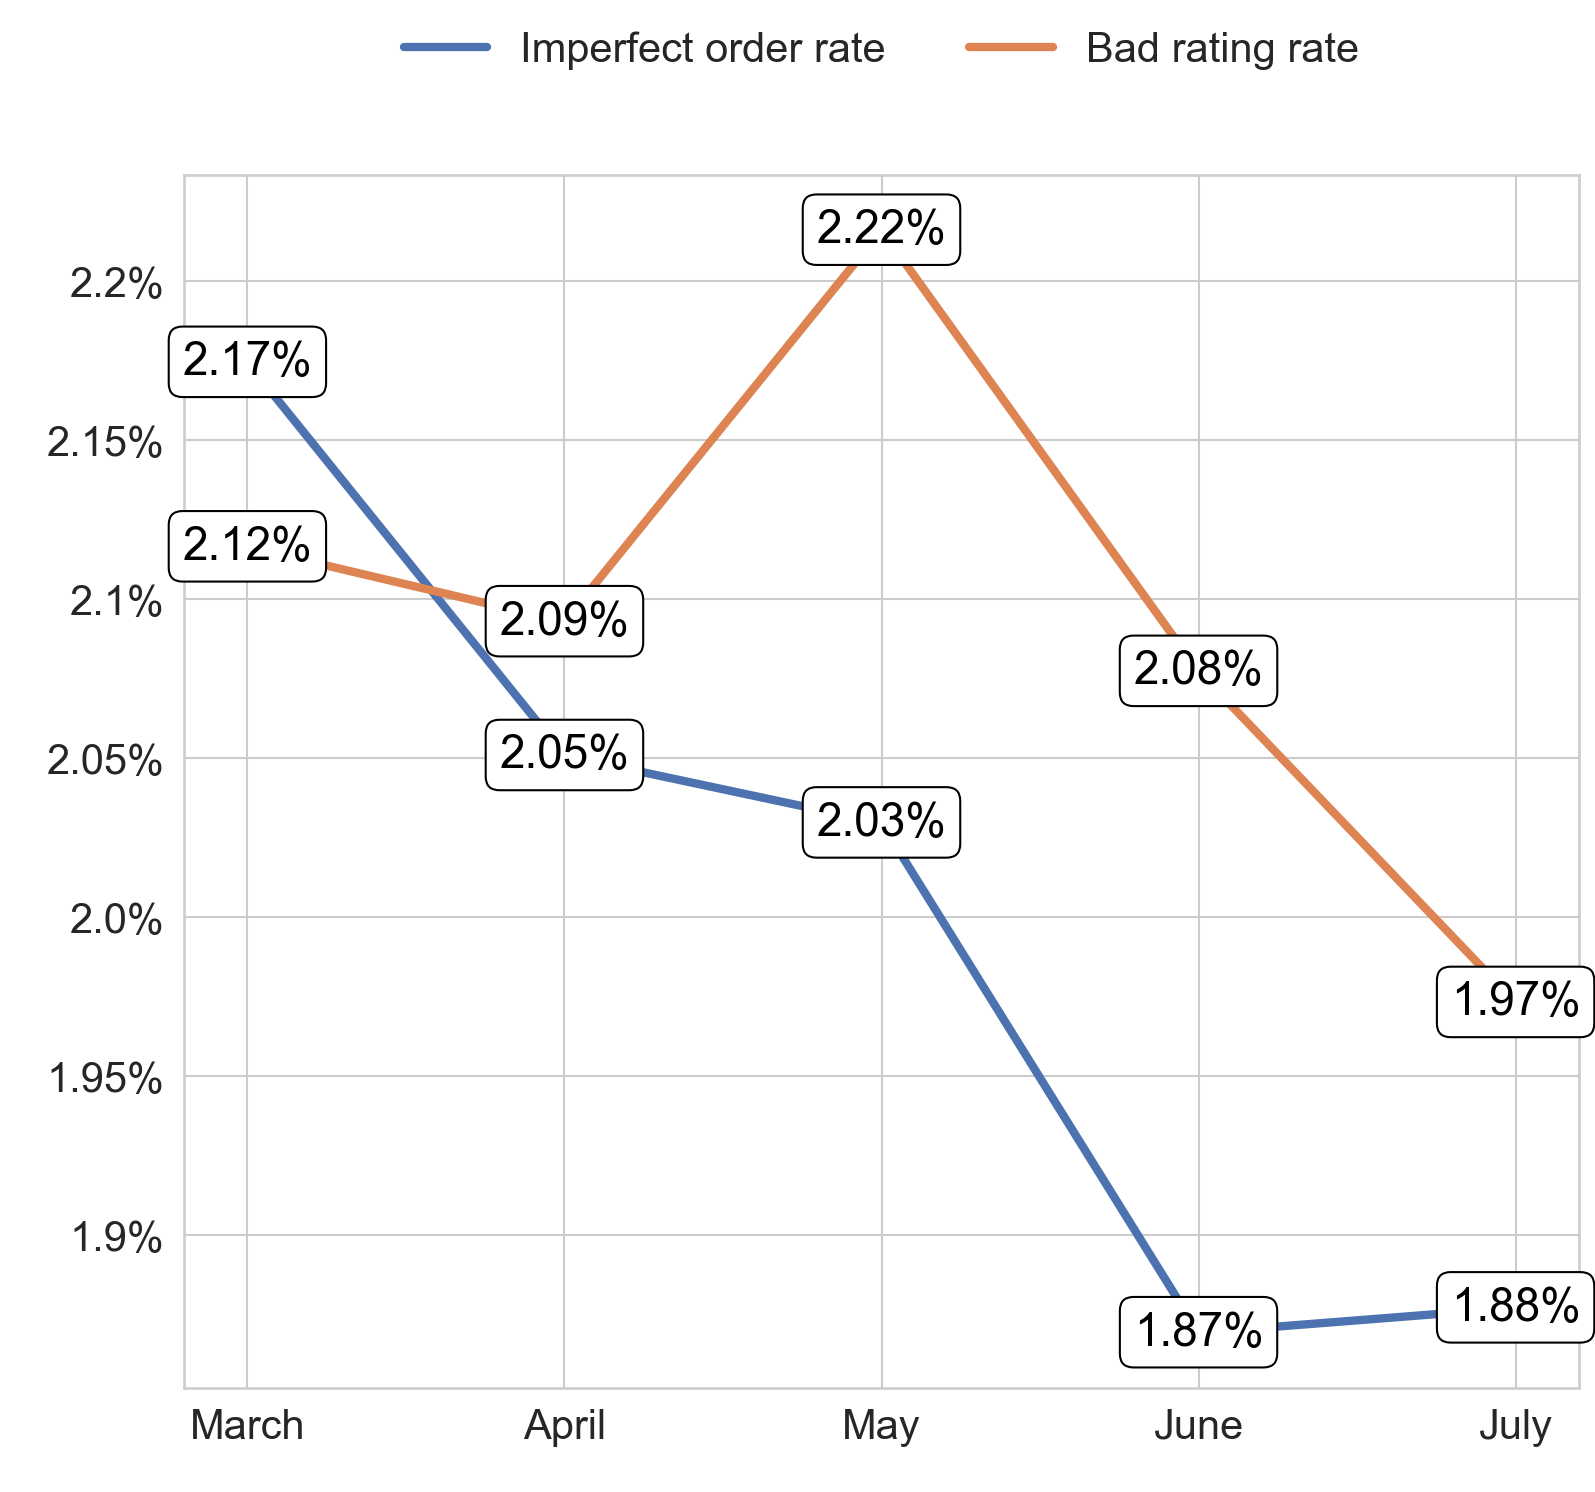 Imperfect order rate
Bad rating rate
2.22%
2.2%
2.17%
2.15%
2.12%
2.1%
2.09%
2.08%
2.05%
2.05%
2.03%
2.0%
1.97%
1.95%
1.9%
1.88%
1.87%
March
April
May
June
July